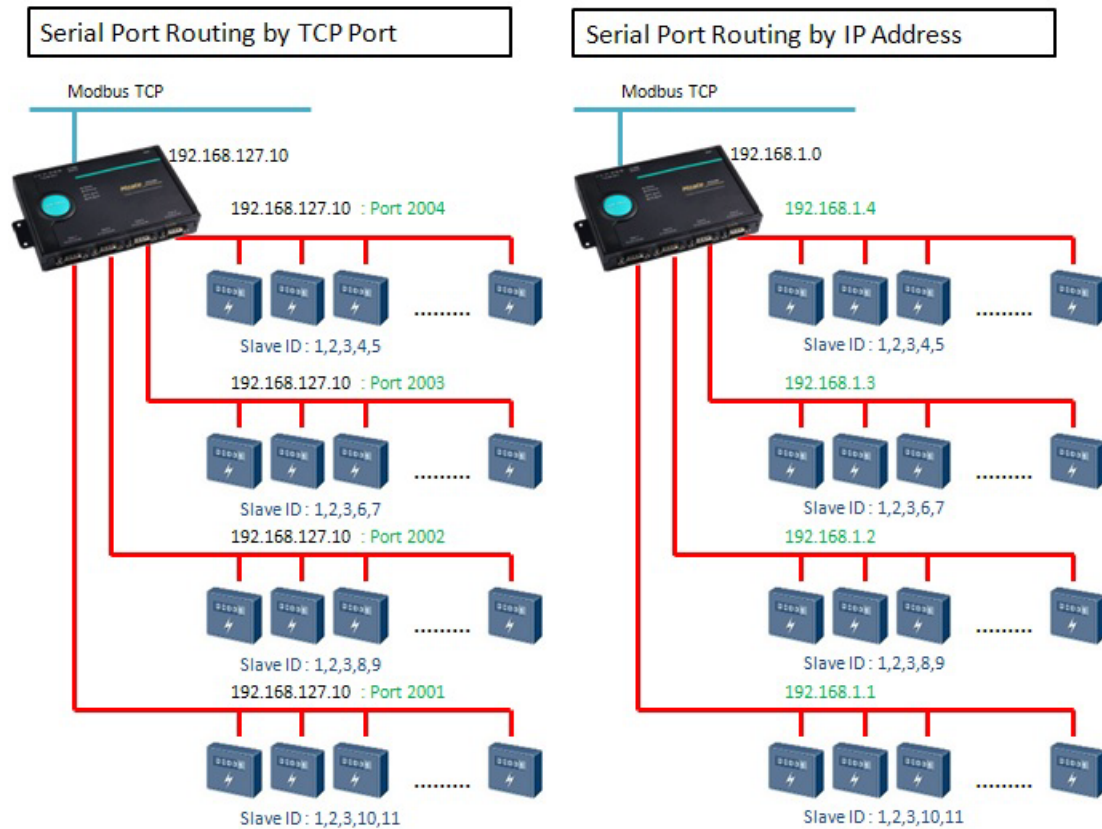 Serial Port Routing by TCP Port
Modbus TCP
192.168.127.10
192.168.127.10 : Port 2004
Slave ID : 1,2,3,4,5
192.168.127.10 : Port 2003
Slave ID : 1,2,3,6,7
192.168.127.10 : Port 2002
Slave ID : 1,2,3,8,9
192.168.127.10 : Port 2001
Slave ID : 1,2,3,10,11
Serial Port Routing by IP Address
Modbus TCP
192.168.1.0
192.168.1.4
Slave ID : 1,2,3,4,5
192.168.1.3
Slave ID : 1,2,3,6,7
192.168.1.2
Slave ID : 1,2,3,8,9
192.168.1.1
Slave ID : 1,2,3,10,11